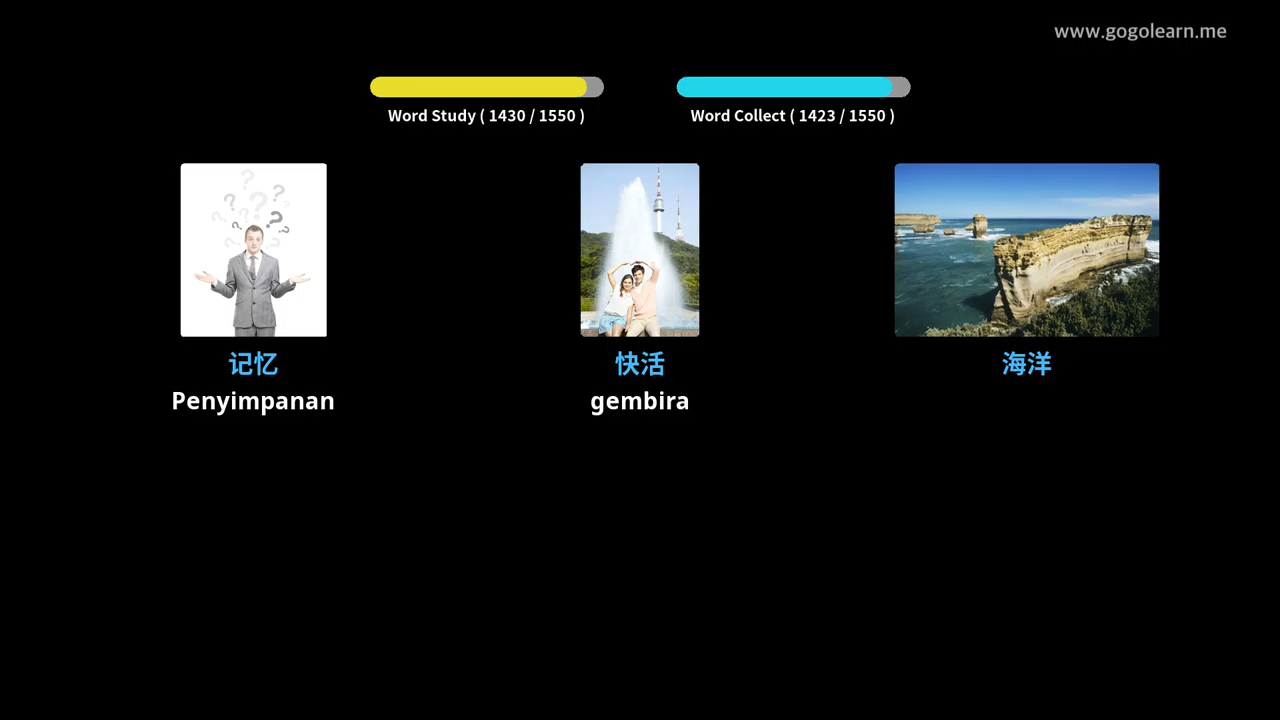 www.gogolearn.me
Word Study ( 1430 / 1550 )
Word Collect ( 1423 / 1550 )
记忆
快活
海洋
Penyimpanan
gembira